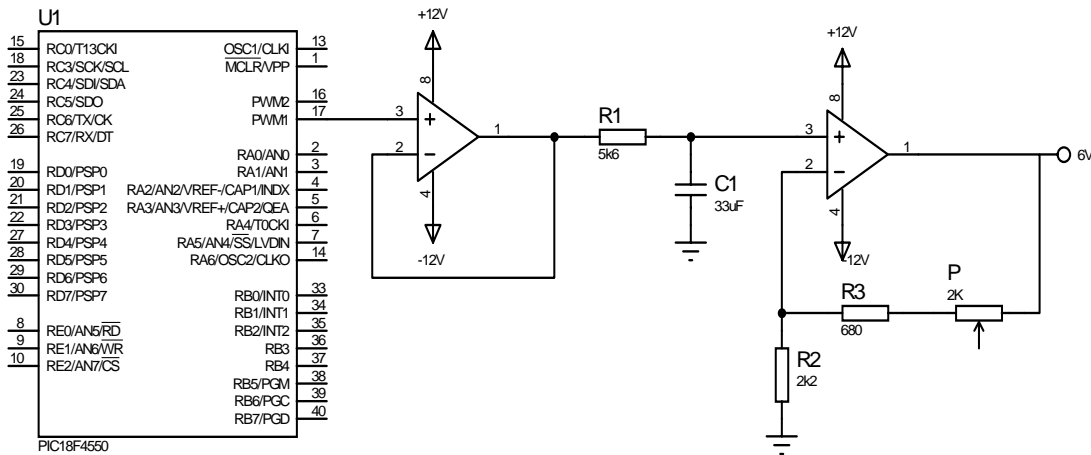 U1
15 RC0/T13CKI OSC1/CLKI 13
18 RC3/SCK/SCL MCLR/VPP 1
23 RC4/SDI/SDA
24 RC5/SDO PWM2 16
25 RC6/TX/CK PWM1 17
26 RC7/RX/DT
RA0/AN0 2
19 RD0/PSP0 RA1/AN1 3
20 RD1/PSP1 RA2/AN2/VREF-/CAP1/INDX 4
21 RD2/PSP2 RA3/AN3/VREF+/CAP2/QEA 5
22 RD3/PSP3 RA4/T0CKI 6
27 RD4/PSP4 RA5/AN4/SS/LVDIN 7
28 RD5/PSP5 RA6/OSC2/CLKO 14
29 RD6/PSP6
30 RD7/PSP7 RB0/INT0 33
RB1/INT1 34
8 RE0/AN5/RD RB2/INT2 35
9 RE1/AN6/WR RB3 36
10 RE2/AN7/CS RB4 37
RB5/PGM 38
RB6/PGC 39
RB7/PGD 40
PIC18F4550
+12V
8
3 +
1
2 −
4
-12V
R1
5k6
C1
33uF
+12V
8
3 +
1
2 −
4
-12V
6V
P
2K
R3
680
R2
2k2